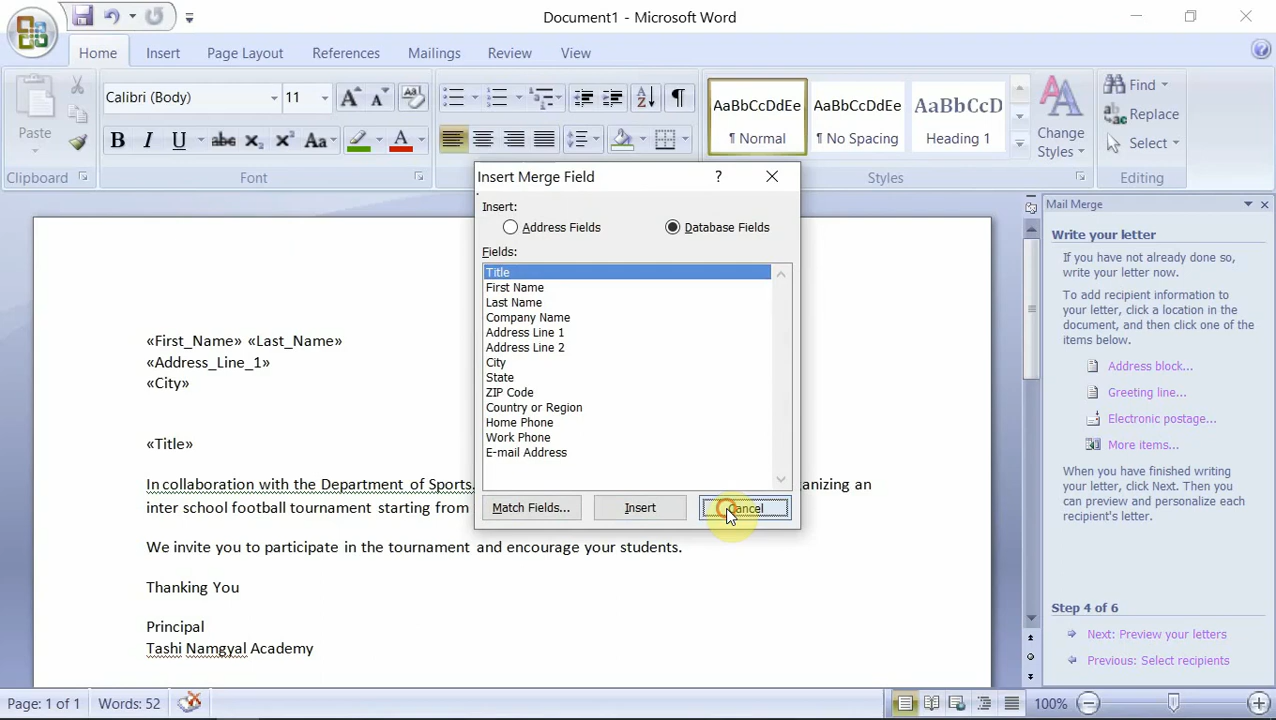 Document1 - Microsoft Word
Home Insert Page Layout References Mailings Review View
Paste
Calibri (Body) 11
B I U abc X₂ X² Aa A
AaBbCcDdEe AaBbCcDdEe AaBbCcD
¶ Normal ¶ No Spacing Heading 1
Change
Styles
Find
Replace
Select
Clipboard Font Styles Editing
Insert Merge Field
Insert:
Address Fields Database Fields
Fields:
Title
First Name
Last Name
Company Name
Address Line 1
Address Line 2
City
State
ZIP Code
Country or Region
Home Phone
Work Phone
E-mail Address
Match Fields... Insert Cancel
«First_Name» «Last_Name»
«Address_Line_1»
«City»
«Title»
In collaboration with the Department of Sports. ganizing an
inter school football tournament starting from
We invite you to participate in the tournament and encourage your students.
Thanking You
Principal
Tashi Namgyal Academy
Mail Merge
Write your letter
If you have not already done so,
write your letter now.
To add recipient information to
your letter, click a location in the
document, and then click one of the
items below.
Address block...
Greeting line...
Electronic postage...
More items...
When you have finished writing
your letter, click Next. Then you
can preview and personalize each
recipient's letter.
Step 4 of 6
Next: Preview your letters
Previous: Select recipients
Page: 1 of 1 Words: 52 100%